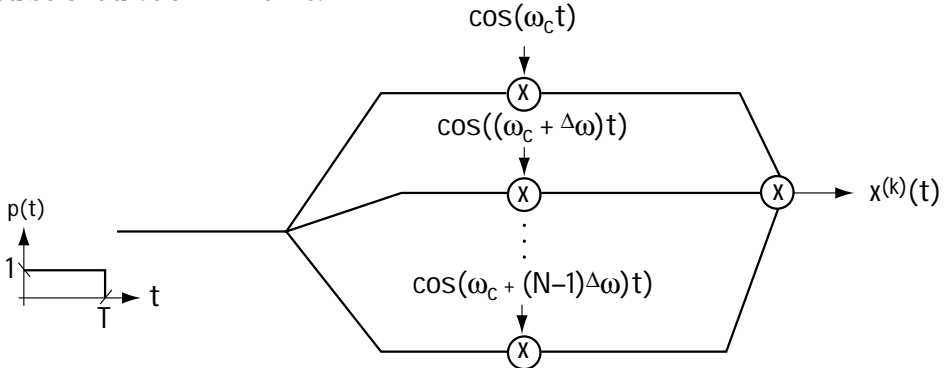 cos(ω_c t)
X
cos((ω_c + Δω)t)
X
x^(k)(t)
p(t)
1
t
T
cos(ω_c + (N–1)Δω)t)
X
X